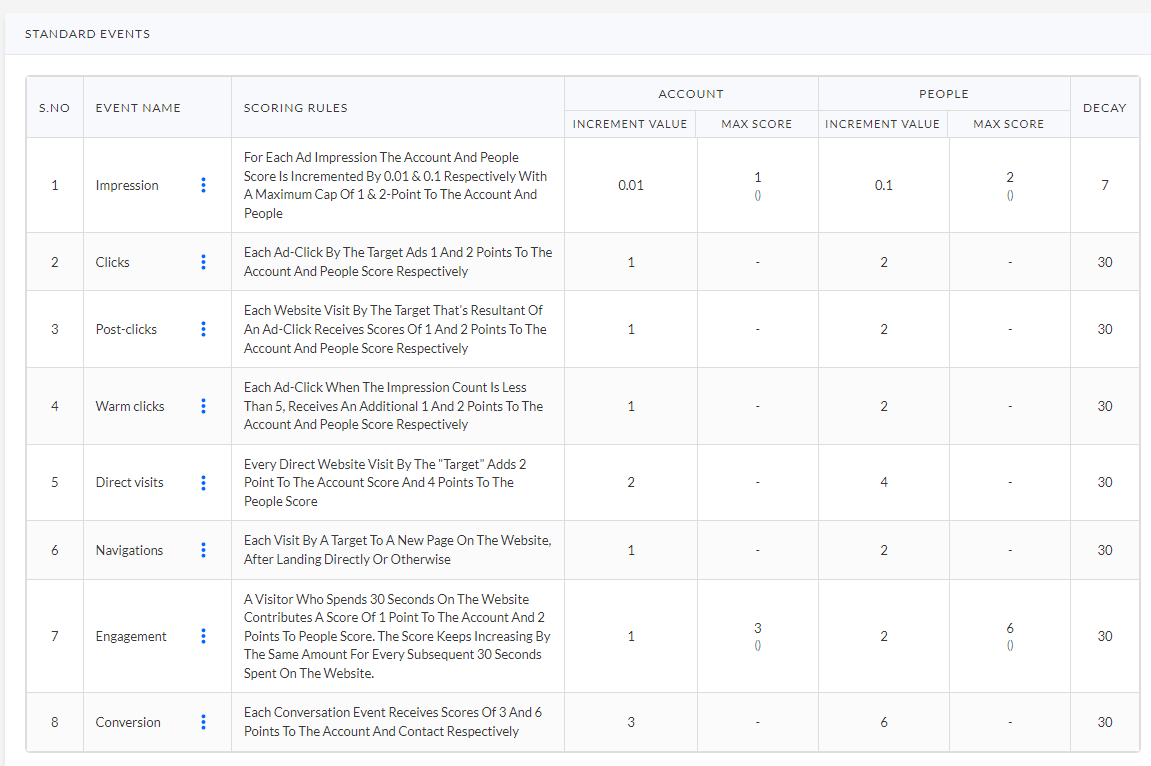 STANDARD EVENTS
S.NO EVENT NAME SCORING RULES ACCOUNT PEOPLE DECAY
INCREMENT VALUE MAX SCORE INCREMENT VALUE MAX SCORE
1 Impression For Each Ad Impression The Account And People
Score Is Incremented By 0.01 & 0.1 Respectively With
A Maximum Cap Of 1 & 2-Point To The Account And
People
0.01 1 0.1 2 7
() ()
2 Clicks Each Ad-Click By The Target Ads 1 And 2 Points To The
Account And People Score Respectively
1 - 2 - 30
3 Post-clicks Each Website Visit By The Target That's Resultant Of
An Ad-Click Receives Scores Of 1 And 2 Points To The
Account And People Score Respectively
1 - 2 - 30
4 Warm clicks Each Ad-Click When The Impression Count Is Less
Than 5, Receives An Additional 1 And 2 Points To The
Account And People Score Respectively
1 - 2 - 30
5 Direct visits Every Direct Website Visit By The "Target" Adds 2
Point To The Account Score And 4 Points To The
People Score
2 - 4 - 30
6 Navigations Each Visit By A Target To A New Page On The Website,
After Landing Directly Or Otherwise
1 - 2 - 30
7 Engagement A Visitor Who Spends 30 Seconds On The Website
Contributes A Score Of 1 Point To The Account And 2
Points To People Score. The Score Keeps Increasing By
The Same Amount For Every Subsequent 30 Seconds
Spent On The Website.
1 3 2 6 30
() ()
8 Conversion Each Conversation Event Receives Scores Of 3 And 6
Points To The Account And Contact Respectively
3 - 6 - 30